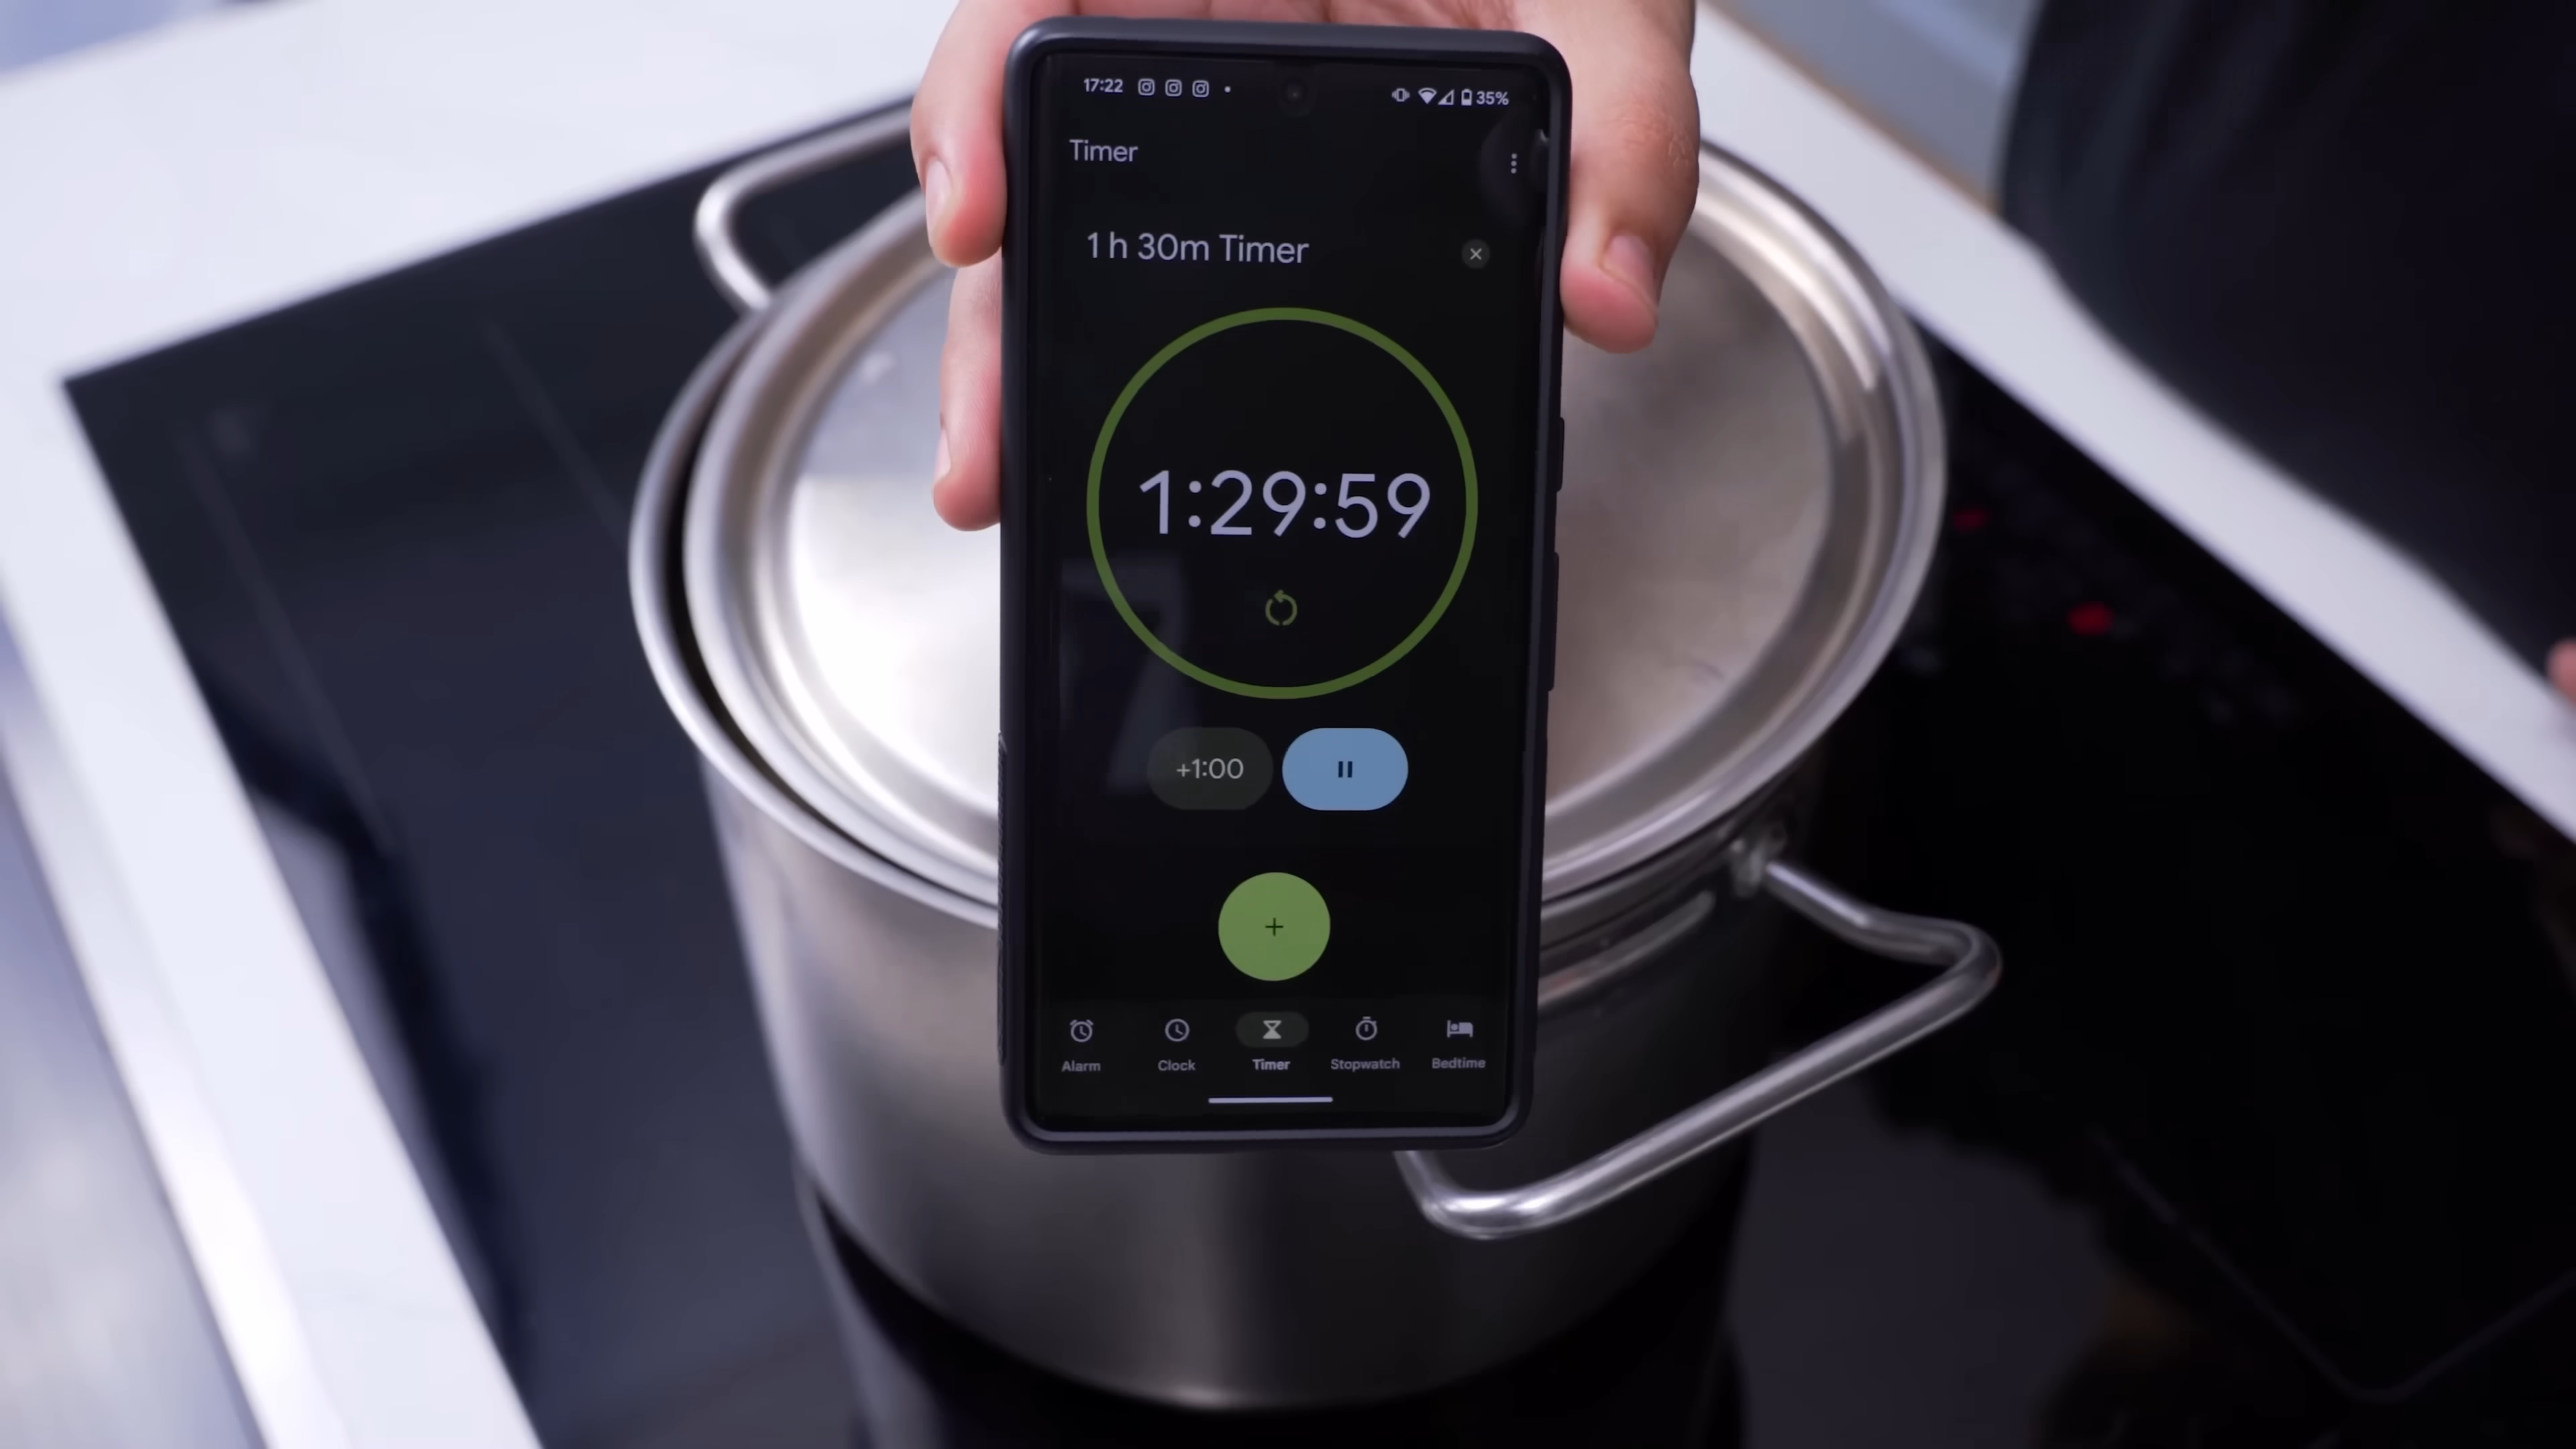 17:22 35%
Timer
1 h 30m Timer
1:29:59
+1:00
Alarm Clock Timer Stopwatch Bedtime